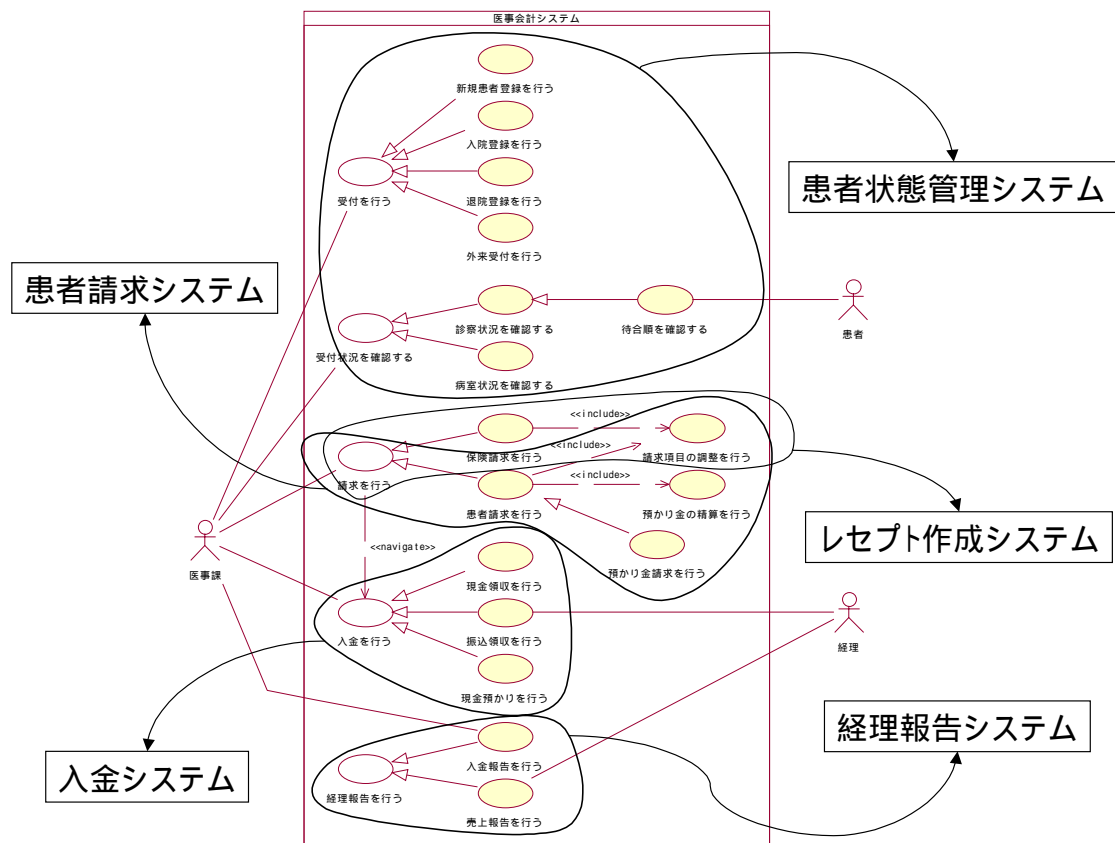 医事会計システム
新規患者登録を行う
入院登録を行う
受付を行う
退院登録を行う
外来受付を行う
患者状態管理システム
患者請求システム
診察状況を確認する
待合順を確認する
患者
受付状況を確認する
病室状況を確認する
<<include>>
保険請求を行う
<<include>>
請求項目の調整を行う
請求を行う
<<include>>
患者請求を行う
預かり金の精算を行う
レセプト作成システム
医事課
<<navigate>>
預かり金請求を行う
現金領収を行う
入金を行う
振込領収を行う
経理
現金預かりを行う
経理報告システム
入金システム
入金報告を行う
経理報告を行う
売上報告を行う